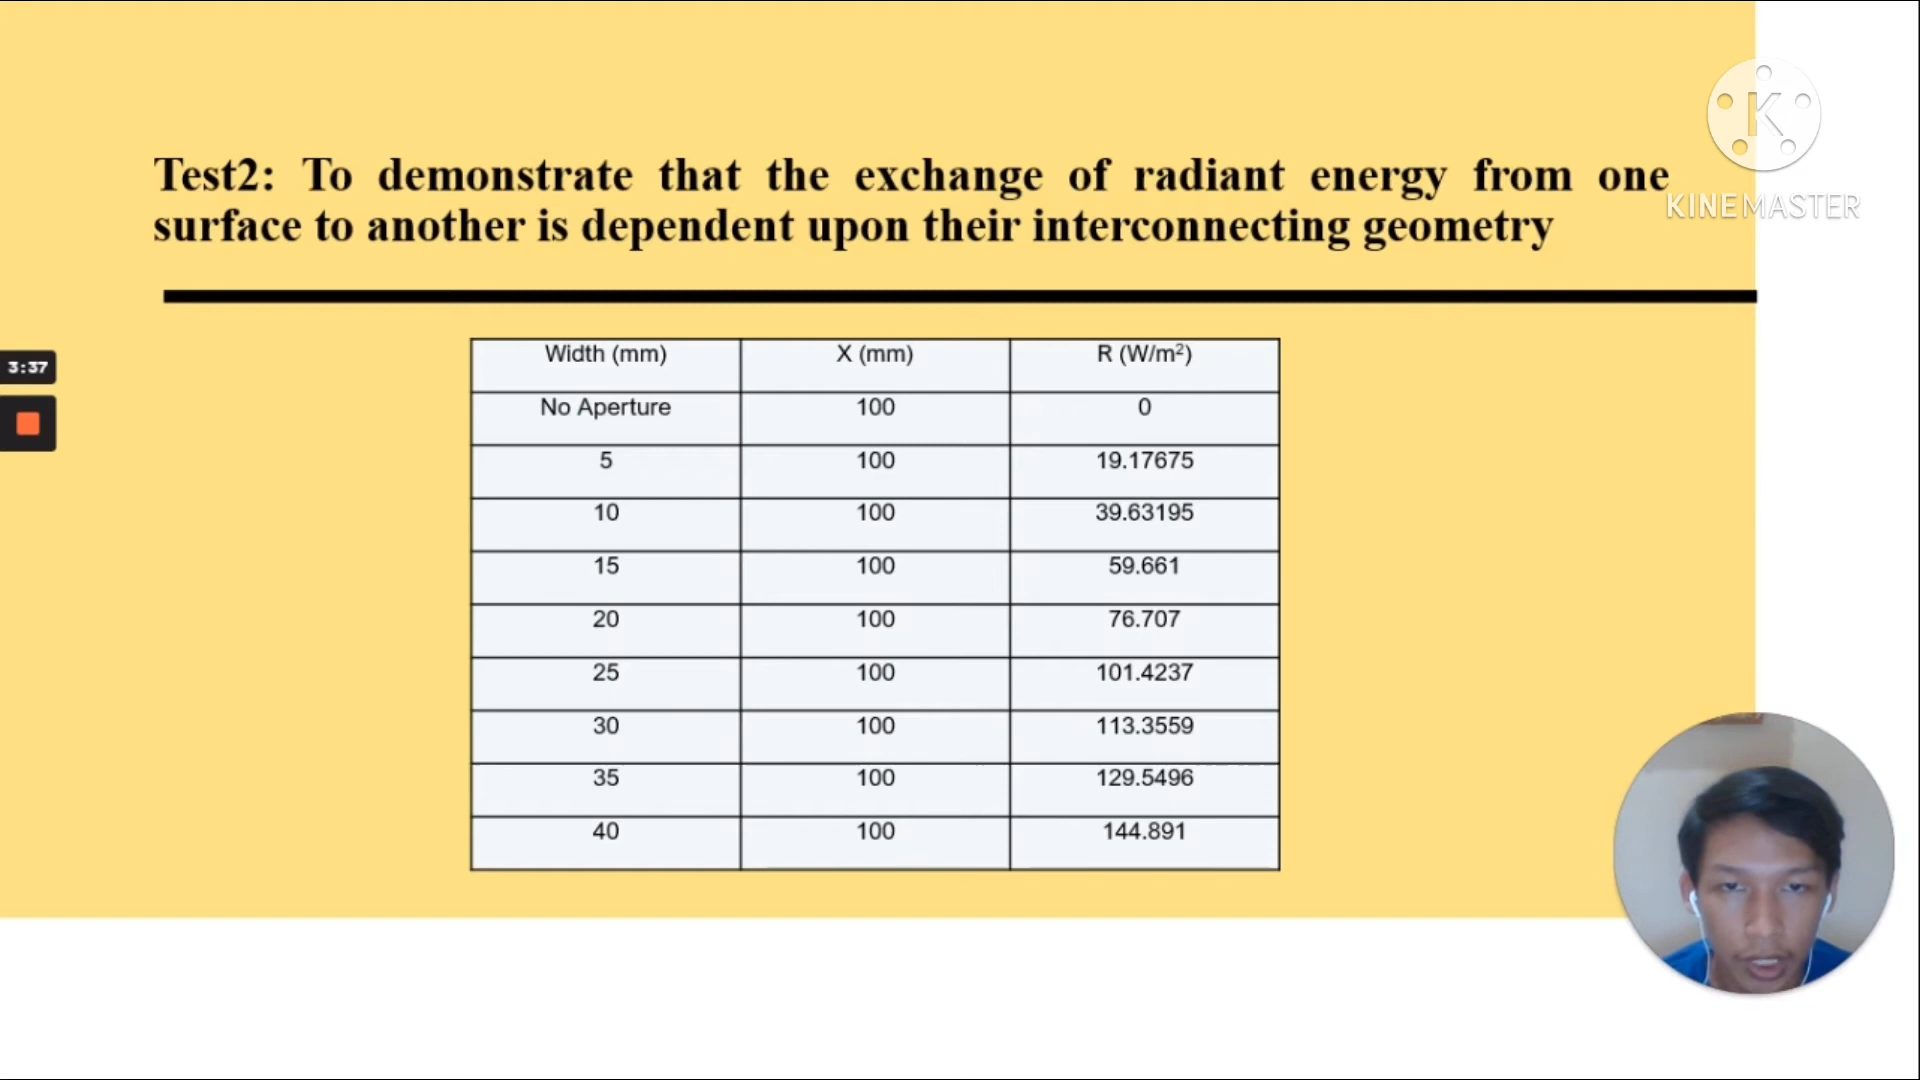 K
KINEMASTER
Test2: To demonstrate that the exchange of radiant energy from one
surface to another is dependent upon their interconnecting geometry
3:37
Width (mm) X (mm) R (W/m²)
No Aperture 100 0
5 100 19.17675
10 100 39.63195
15 100 59.661
20 100 76.707
25 100 101.4237
30 100 113.3559
35 100 129.5496
40 100 144.891